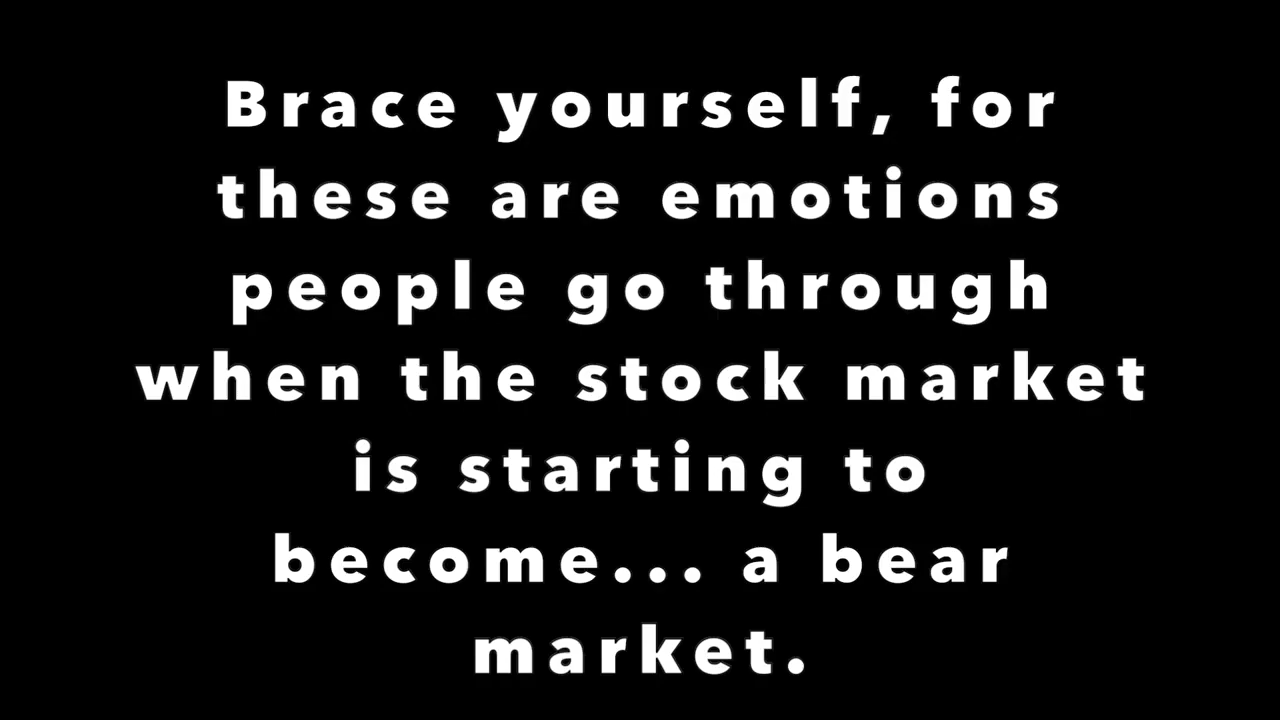 Brace yourself, for
these are emotions
people go through
when the stock market
is starting to
become... a bear
market.